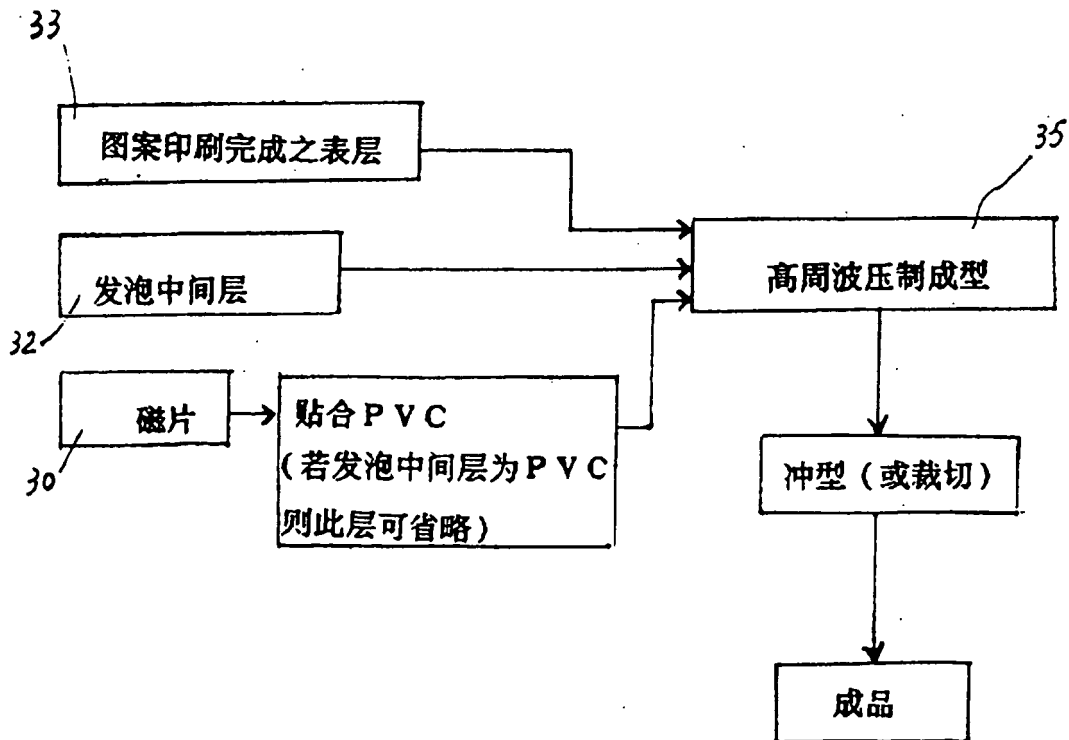 33
图案印刷完成之表层
35
发泡中间层
高周波压制成型
32
磁片
贴合PVC
(若发泡中间层为PVC
则此层可省略)
30
冲型(或裁切)
成品